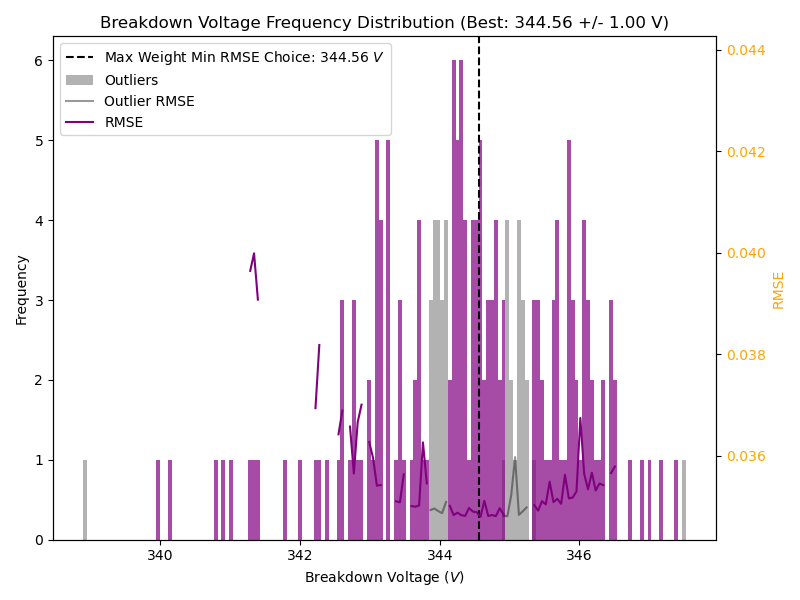 Breakdown Voltage Frequency Distribution (Best: 344.56 +/- 1.00 V)
Max Weight Min RMSE Choice: 344.56 V
Outliers
Outlier RMSE
RMSE
6
5
4
3
2
1
0
Frequency
340
342
344
346
Breakdown Voltage (V)
0.044
0.042
0.040
0.038
0.036
RMSE